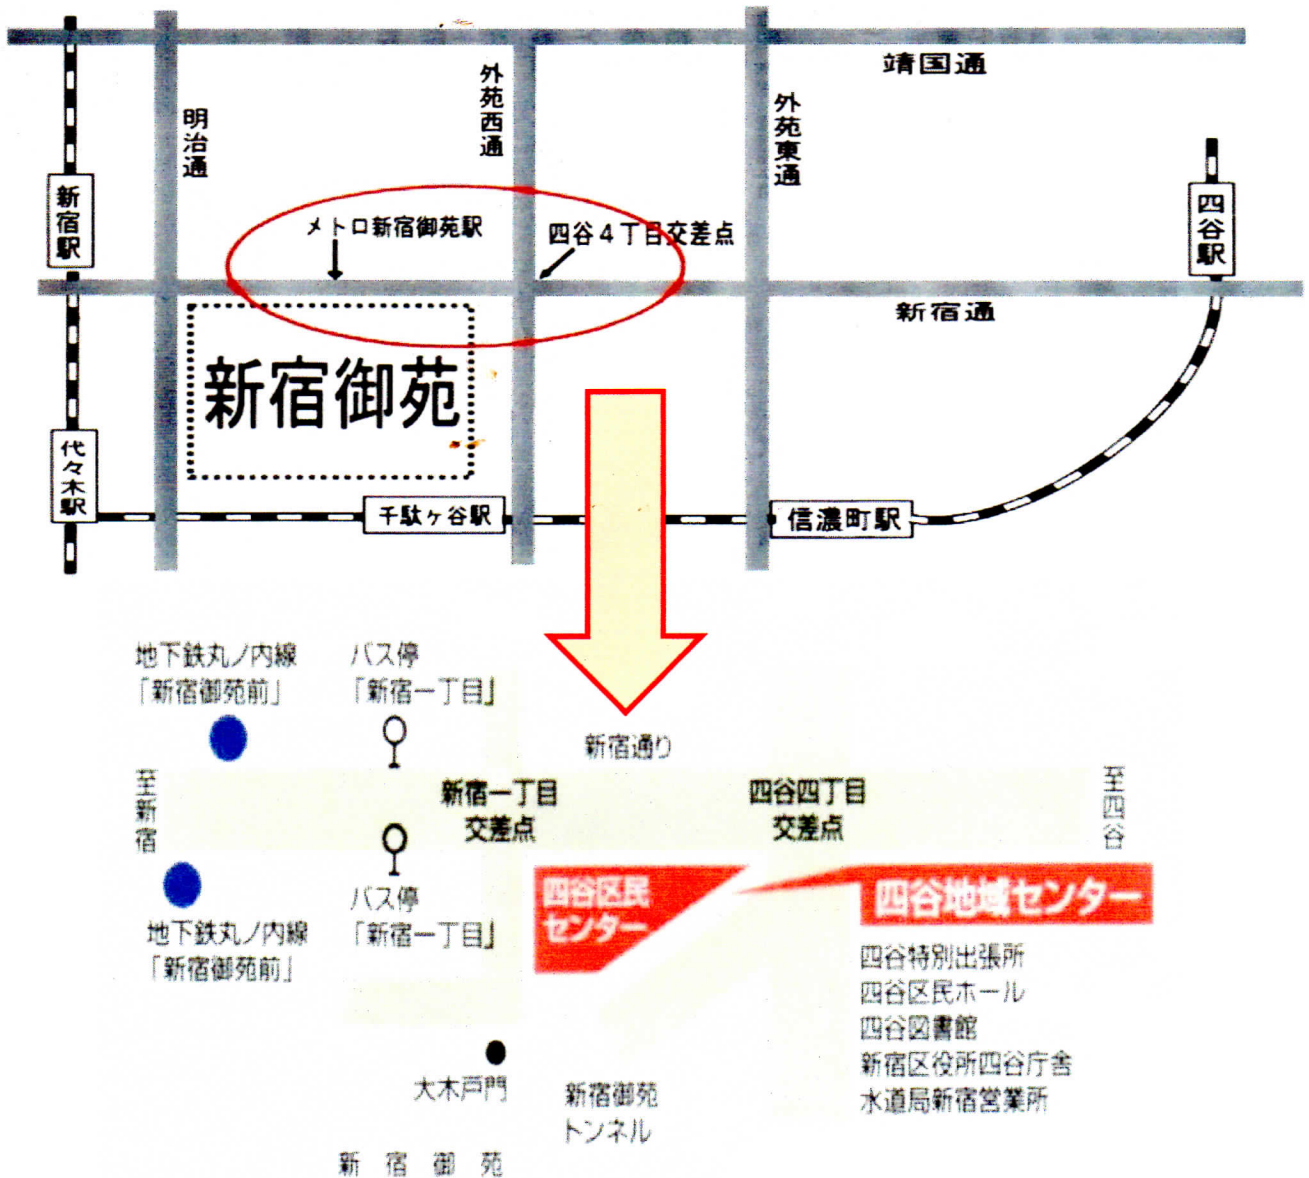 靖国通
外苑西通
明治通
外苑東通
新宿駅
四谷駅
メトロ新宿御苑駅
四谷4丁目交差点
新宿通
新宿御苑
代々木駅
千駄ヶ谷駅
信濃町駅
地下鉄丸ノ内線
「新宿御苑前」
バス停
「新宿一丁目」
新宿通り
至新宿
新宿一丁目
交差点
四谷四丁目
交差点
至四谷
四谷区民
センター
四谷地域センター
バス停
「新宿一丁目」
地下鉄丸ノ内線
「新宿御苑前」
四谷特別出張所
四谷区民ホール
四谷図書館
新宿区役所四谷庁舎
水道局新宿営業所
大木戸門
新宿御苑
トンネル
新宿御苑